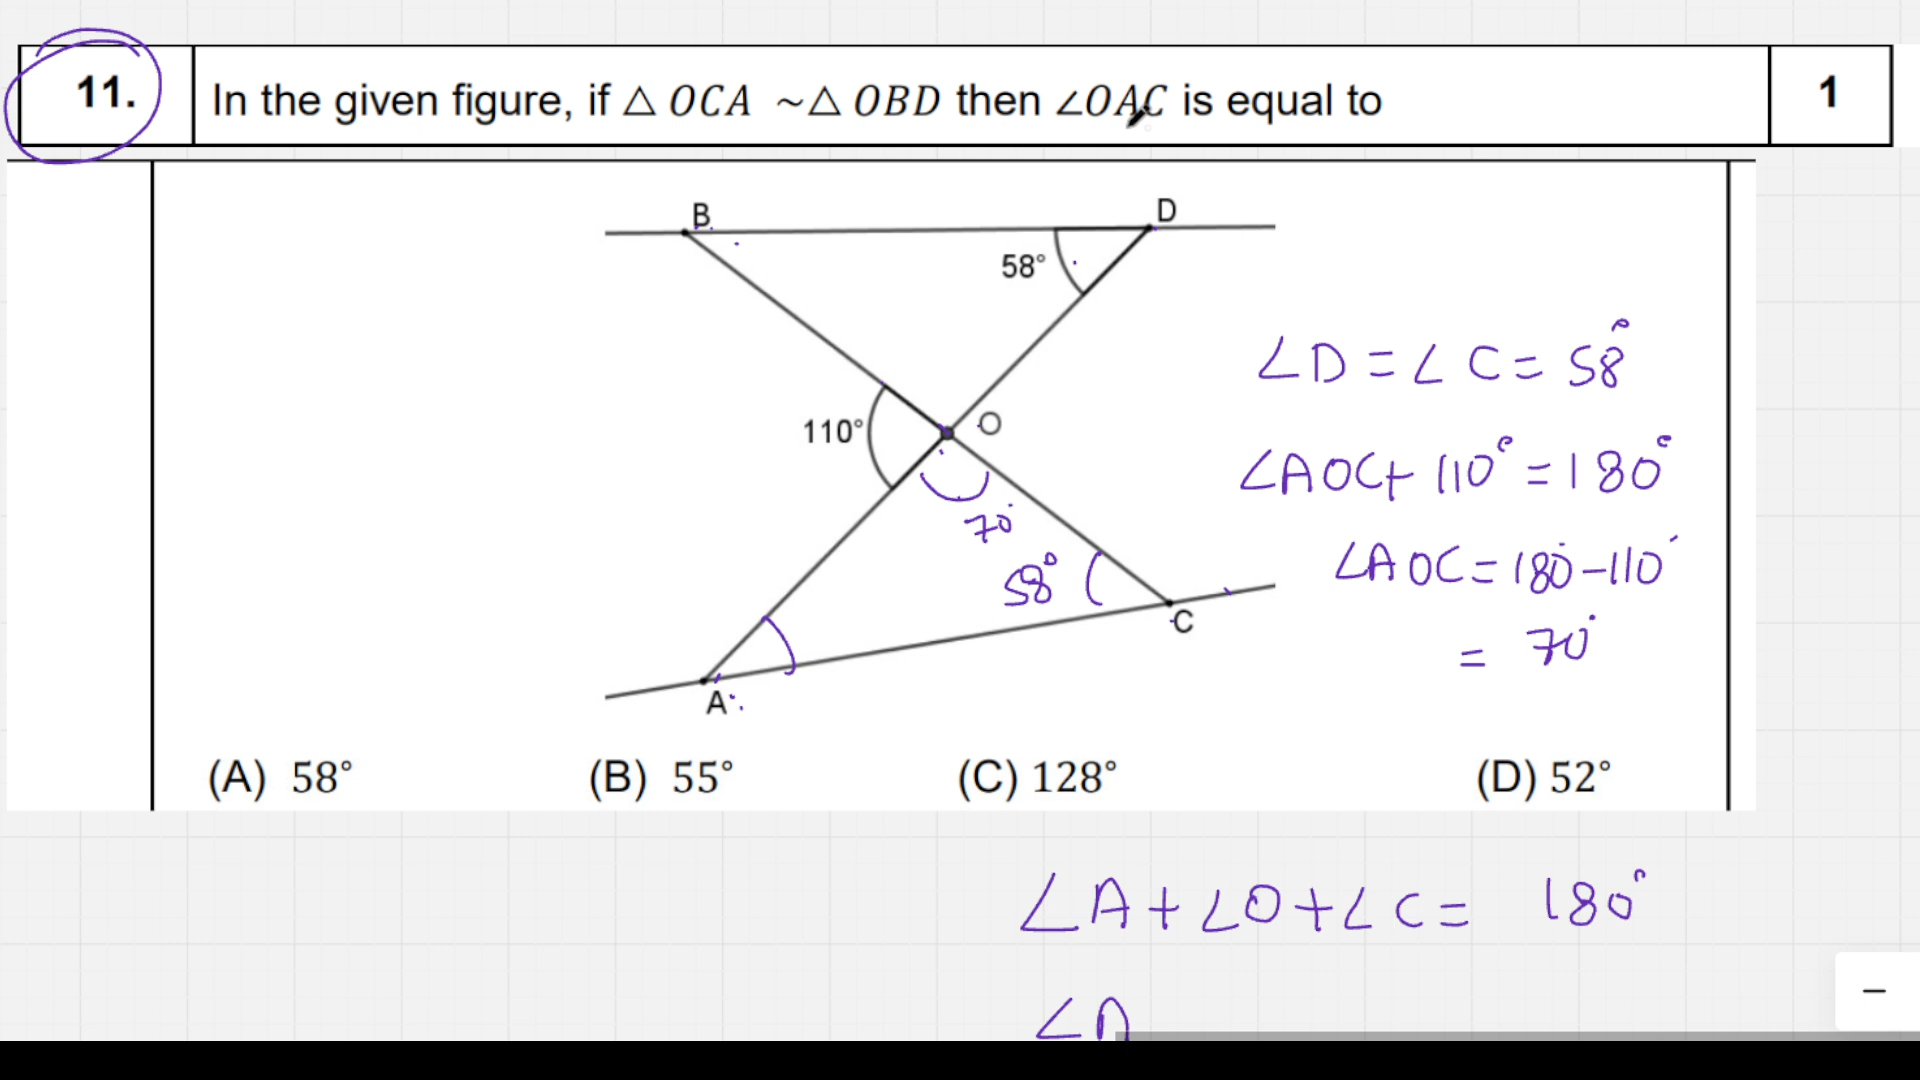 11. In the given figure, if △ OCA ~△ OBD then ∠OAC is equal to 1
B D
58°
∠D = ∠C = 58°
110° O
∠AOC + 110° = 180°
70°
58°
∠AOC = 180 - 110°
C
= 70°
A
(A) 58° (B) 55° (C) 128° (D) 52°
∠A + ∠O + ∠C = 180°
∠A